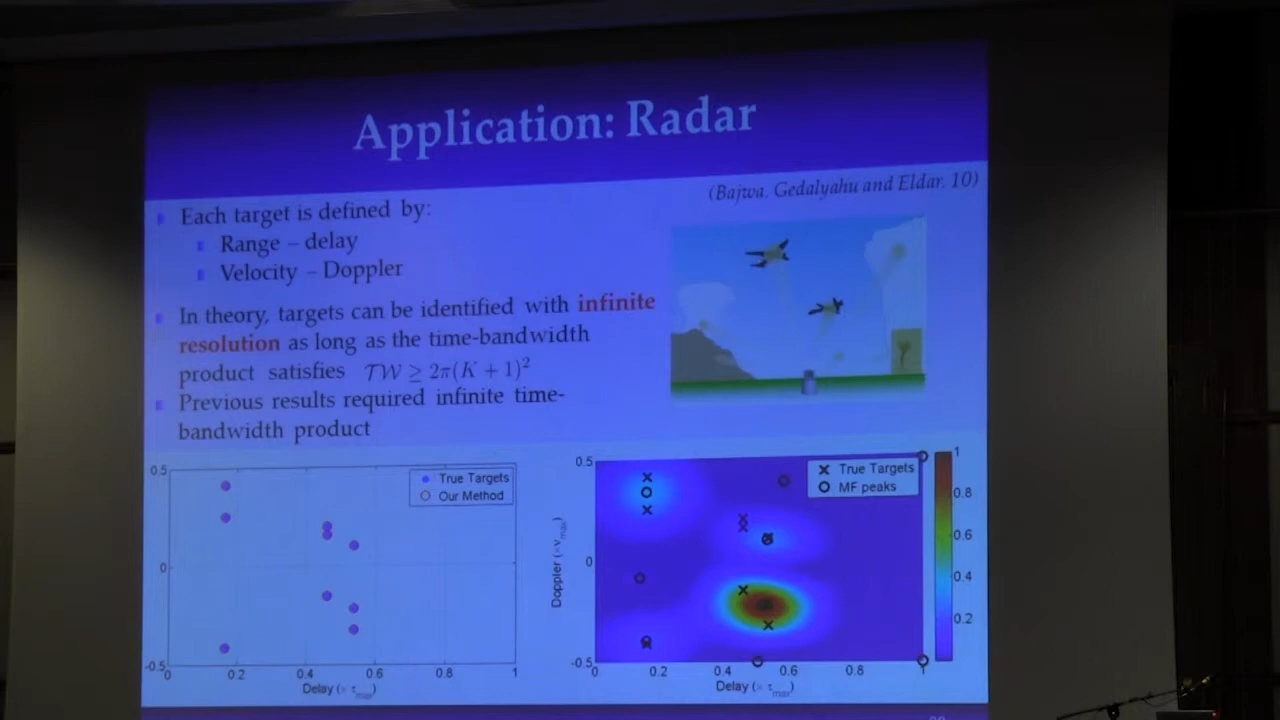 Application: Radar
(Bajwa, Gedalyahu and Eldar, 10)
Each target is defined by:
Range – delay
Velocity – Doppler
In theory, targets can be identified with infinite
resolution as long as the time-bandwidth
product satisfies 𝒯𝒲 ≥ 2π(K + 1)²
Previous results required infinite time-
bandwidth product
0.5
0
-0.5
0
0.2
0.4
0.6
0.8
1
Delay (× τmax)
True Targets
Our Method
0.5
0
-0.5
Doppler (×νmax)
0
0.2
0.4
0.6
0.8
1
Delay (× τmax)
True Targets
MF peaks
1
0.8
0.6
0.4
0.2